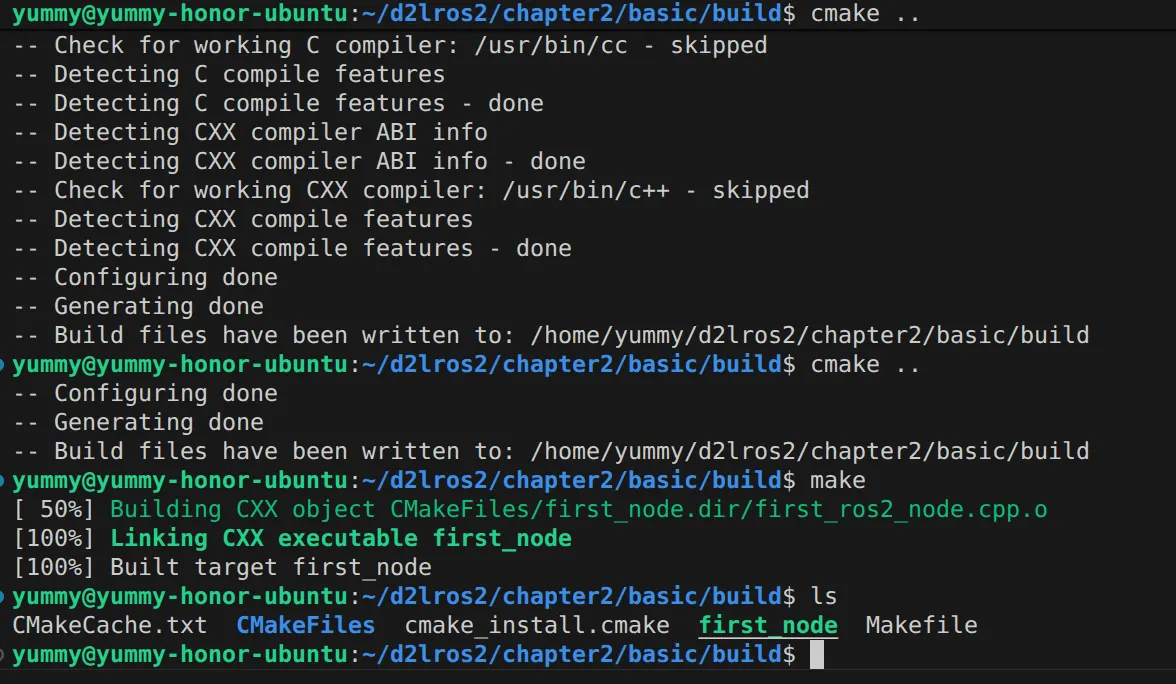 yummy@yummy-honor-ubuntu:~/d2lros2/chapter2/basic/build$ cmake ..
-- Check for working C compiler: /usr/bin/cc - skipped
-- Detecting C compile features
-- Detecting C compile features - done
-- Detecting CXX compiler ABI info
-- Detecting CXX compiler ABI info - done
-- Check for working CXX compiler: /usr/bin/c++ - skipped
-- Detecting CXX compile features
-- Detecting CXX compile features - done
-- Configuring done
-- Generating done
-- Build files have been written to: /home/yummy/d2lros2/chapter2/basic/build
yummy@yummy-honor-ubuntu:~/d2lros2/chapter2/basic/build$ cmake ..
-- Configuring done
-- Generating done
-- Build files have been written to: /home/yummy/d2lros2/chapter2/basic/build
yummy@yummy-honor-ubuntu:~/d2lros2/chapter2/basic/build$ make
[ 50%] Building CXX object CMakeFiles/first_node.dir/first_ros2_node.cpp.o
[100%] Linking CXX executable first_node
[100%] Built target first_node
yummy@yummy-honor-ubuntu:~/d2lros2/chapter2/basic/build$ ls
CMakeCache.txt  CMakeFiles  cmake_install.cmake  first_node  Makefile
yummy@yummy-honor-ubuntu:~/d2lros2/chapter2/basic/build$